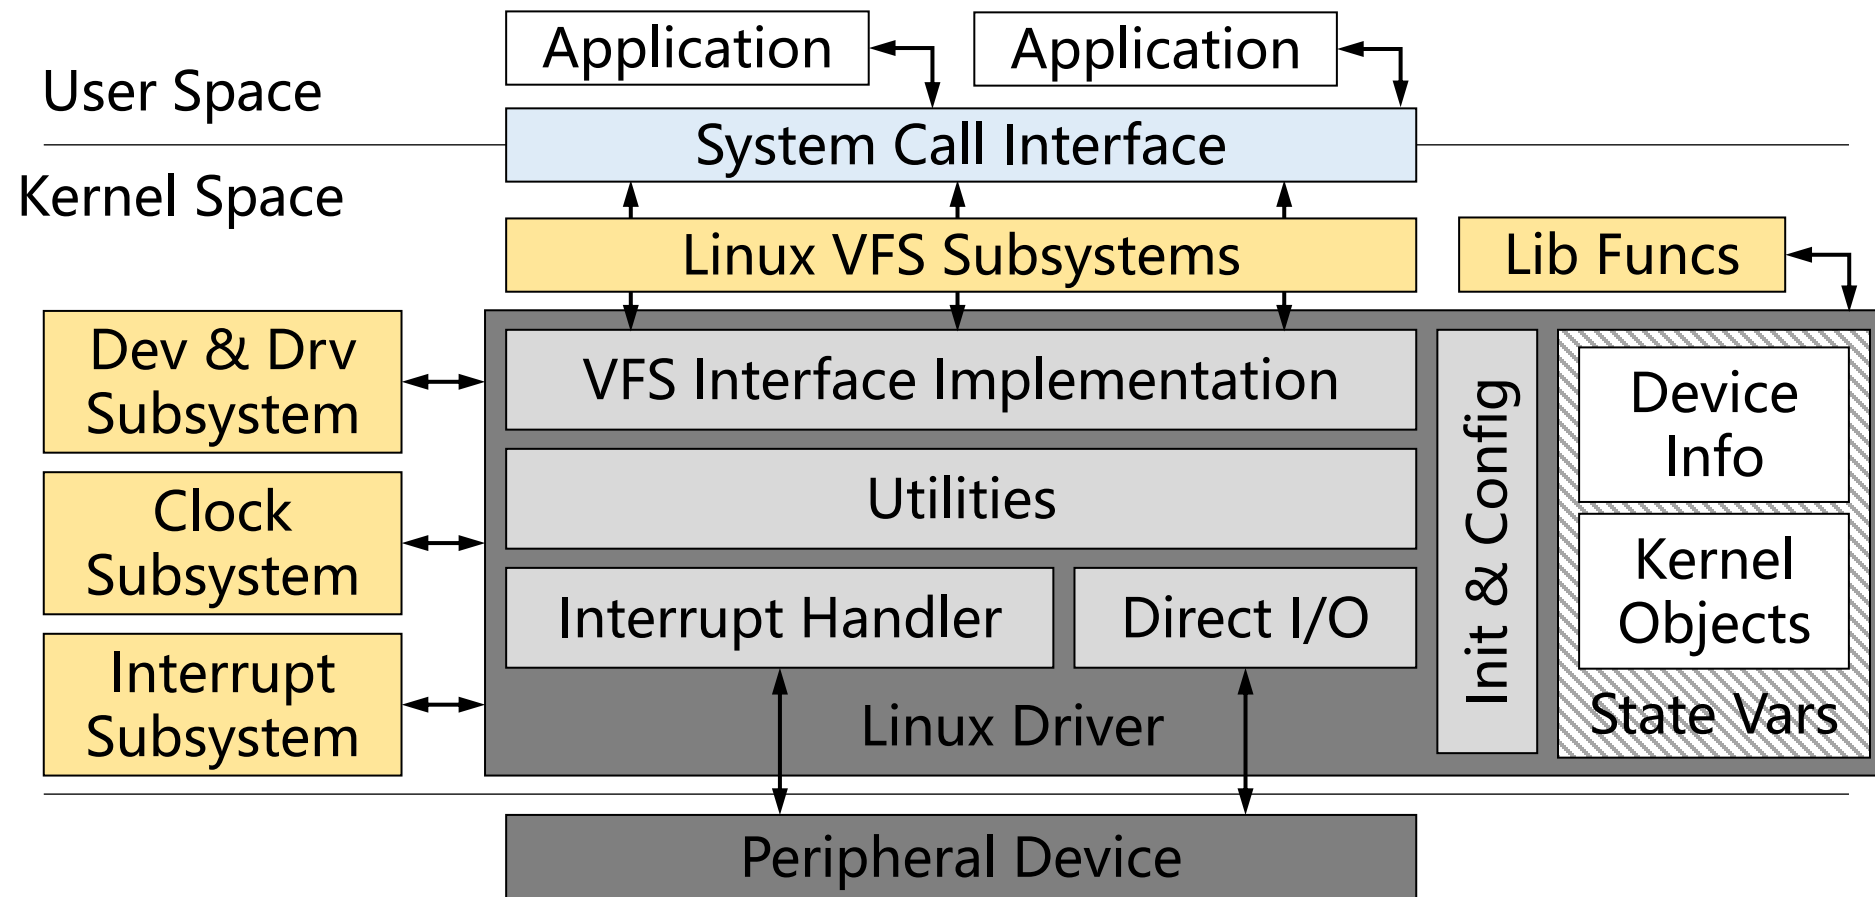 Application
Application
User Space
System Call Interface
Kernel Space
Linux VFS Subsystems
Lib Funcs
Dev & Drv
Subsystem
VFS Interface Implementation
Device
Info
Init & Config
Clock
Subsystem
Utilities
Kernel
Objects
Interrupt Handler
Direct I/O
Interrupt
Subsystem
Linux Driver
State Vars
Peripheral Device